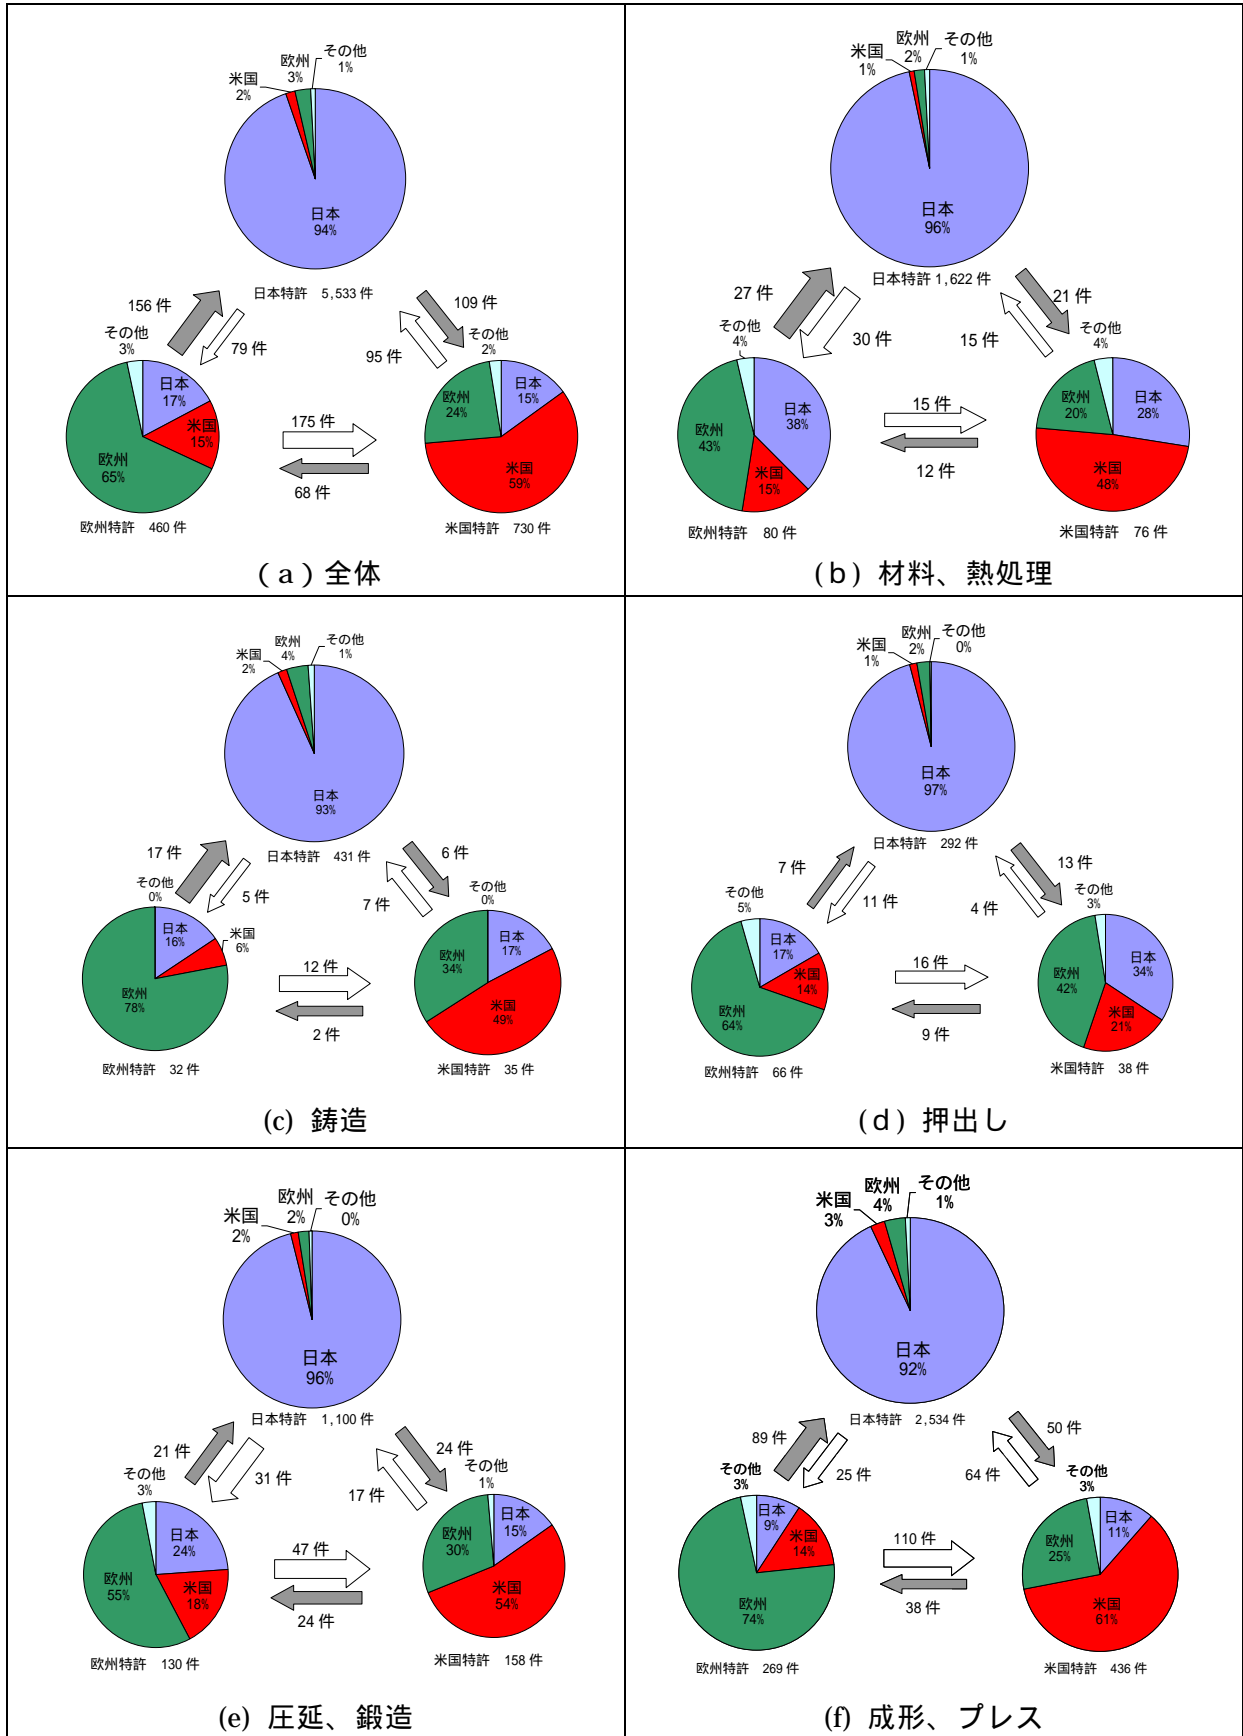 米国
2%
欧州
3%
その他
1%
日本
94%
日本特許 5,533 件
156 件
79 件
109 件
95 件
その他
3%
日本
17%
米国
15%
欧州
65%
欧州特許 460 件
175 件
68 件
その他
2%
日本
15%
欧州
24%
米国
59%
米国特許 730 件
(a)全体
米国
1%
欧州
2%
その他
1%
日本
96%
日本特許 1,622 件
27 件
30 件
21 件
15 件
その他
4%
日本
38%
欧州
43%
米国
15%
欧州特許 80 件
15 件
12 件
その他
4%
欧州
20%
日本
28%
米国
48%
米国特許 76 件
(b) 材料、熱処理
米国
2%
欧州
4%
その他
1%
日本
93%
日本特許 431 件
17 件
5 件
6 件
7 件
その他
0%
日本
16%
米国
6%
欧州
78%
欧州特許 32 件
12 件
2 件
その他
0%
日本
17%
欧州
34%
米国
49%
米国特許 35 件
(c) 鋳造
米国
1%
欧州
2%
その他
0%
日本
97%
日本特許 292 件
7 件
11 件
13 件
4 件
その他
5%
日本
17%
米国
14%
欧州
64%
欧州特許 66 件
16 件
9 件
その他
3%
日本
34%
欧州
42%
米国
21%
米国特許 38 件
(d) 押出し
米国
2%
欧州
2%
その他
0%
日本
96%
日本特許 1,100 件
21 件
31 件
24 件
17 件
その他
3%
日本
24%
欧州
55%
米国
18%
欧州特許 130 件
47 件
24 件
その他
1%
日本
15%
欧州
30%
米国
54%
米国特許 158 件
(e) 圧延、鍛造
米国
3%
欧州
4%
その他
1%
日本
92%
日本特許 2,534 件
89 件
25 件
50 件
64 件
その他
3%
日本
9%
米国
14%
欧州
74%
欧州特許 269 件
110 件
38 件
その他
3%
日本
11%
欧州
25%
米国
61%
米国特許 436 件
(f) 成形、プレス